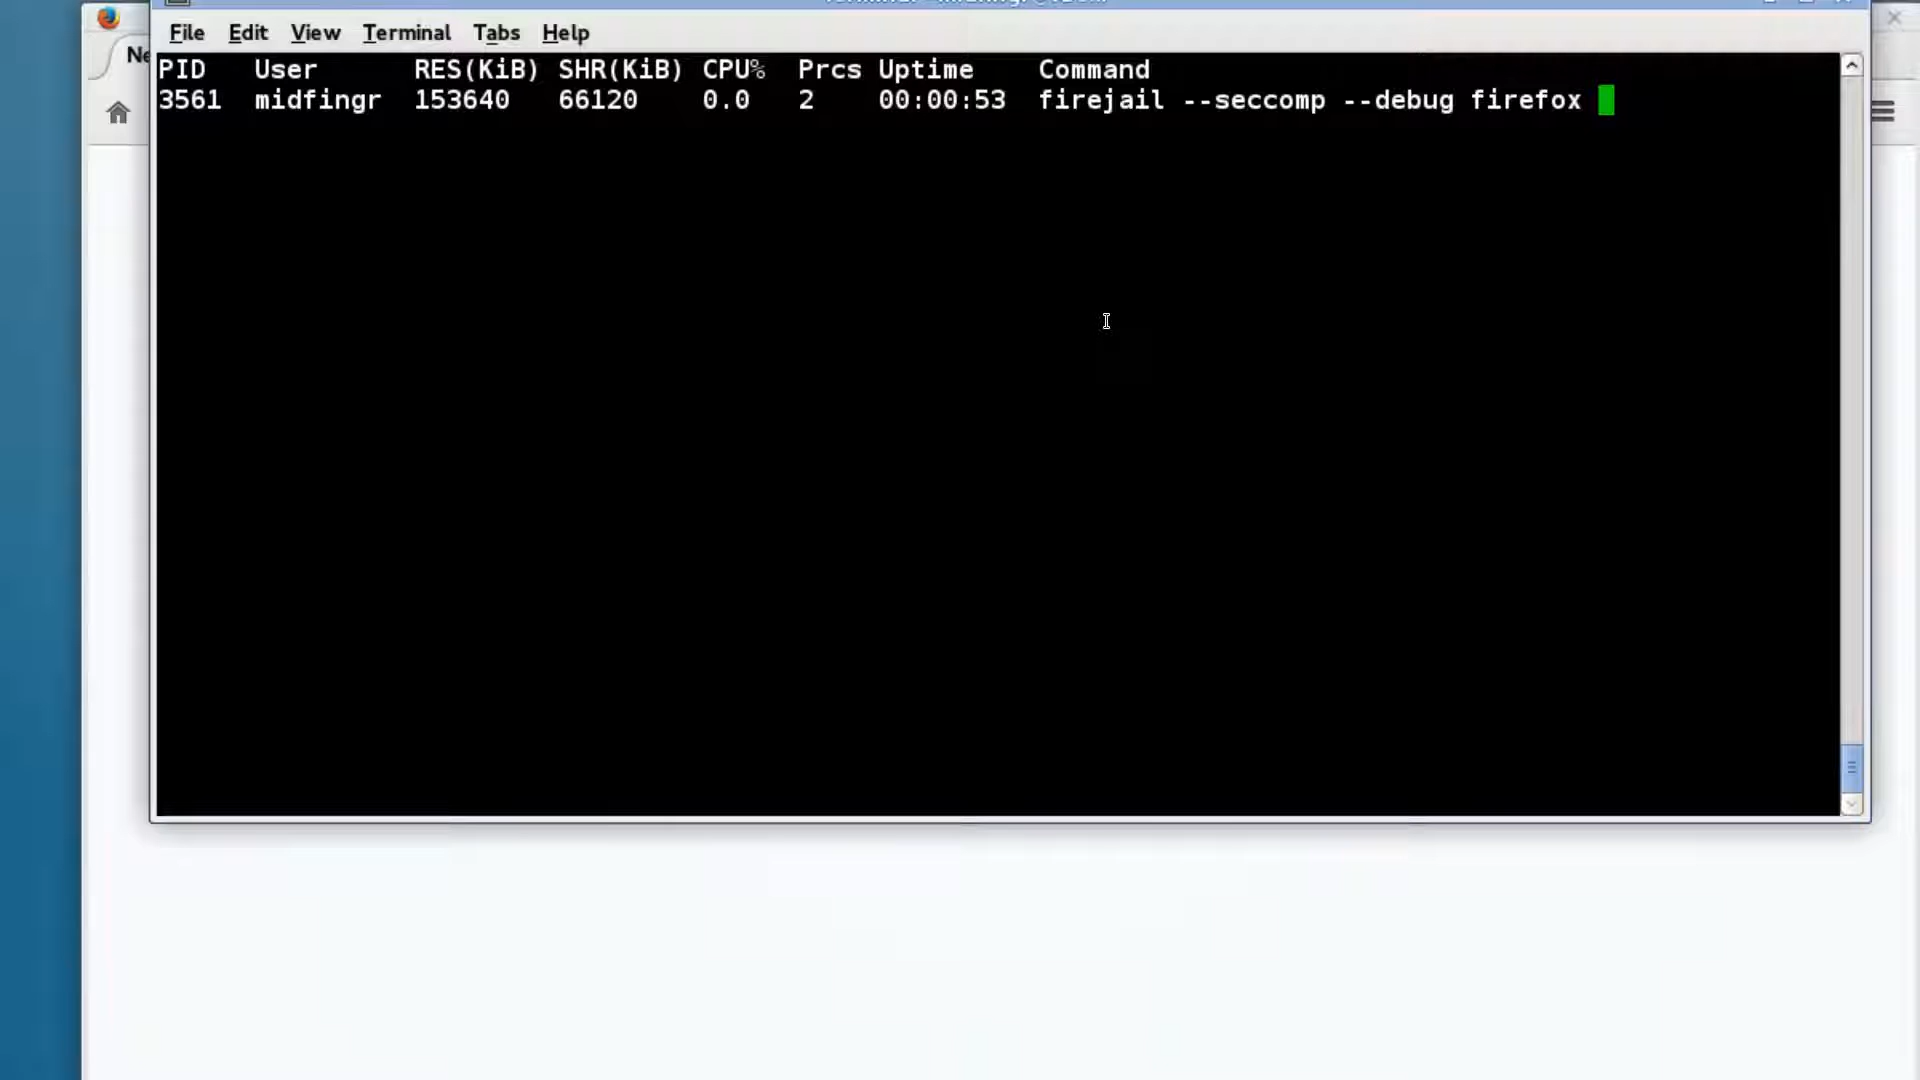 File Edit View Terminal Tabs Help
Ne
PID User RES(KiB) SHR(KiB) CPU% Prcs Uptime Command
3561 midfingr 153640 66120 0.0 2 00:00:53 firejail --seccomp --debug firefox